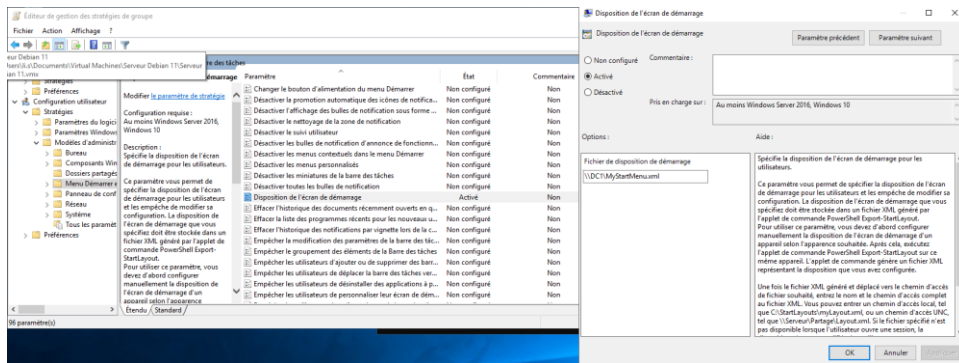 Éditeur de gestion des stratégies de groupe
Fichier Action Affichage ?
eur Debian 11
\Documents\Virtual Machines\Serveur Debian 11\Serveur
ian 11.vmx
re des tâches
Stratégies
Préférences
Configuration utilisateur
Stratégies
Paramètres du logici
Paramètres Window
Modèles d'administr
Bureau
Composants Win
Dossiers partagés
Menu Démarrer e
Panneau de conf
Réseau
Système
Tous les paramèt
Préférences
émarrage
Modifier le paramètre de stratégie
Configuration requise :
Au moins Windows Server 2016,
Windows 10
Description :
Spécifie la disposition de l'écran
de démarrage pour les utilisateurs.
Ce paramètre vous permet de
spécifier la disposition de l'écran
de démarrage pour les utilisateurs
et les empêche de modifier sa
configuration. La disposition de
l'écran de démarrage que vous
spécifiez doit être stockée dans un
fichier XML généré par l'applet de
commande PowerShell Export-
StartLayout.
Pour utiliser ce paramètre, vous
devez d'abord configurer
manuellement la disposition de
l'écran de démarrage d'un
appareil selon l'apparence
Paramètre État Commentaire
Changer le bouton d'alimentation du menu Démarrer Non configuré Non
Désactiver la promotion automatique des icônes de notifica... Non configuré Non
Désactiver l'affichage des bulles de notification sous forme ... Non configuré Non
Désactiver le nettoyage de la zone de notification Non configuré Non
Désactiver le suivi utilisateur Non configuré Non
Désactiver les bulles de notification d'annonce de fonctionn... Non configuré Non
Désactiver les menus contextuels dans le menu Démarrer Non configuré Non
Désactiver les menus personnalisés Non configuré Non
Désactiver les miniatures de la barre des tâches Non configuré Non
Désactiver toutes les bulles de notification Non configuré Non
Disposition de l'écran de démarrage Activé Non
Effacer l'historique des documents récemment ouverts en q... Non configuré Non
Effacer la liste des programmes récents pour les nouveaux u... Non configuré Non
Effacer l'historique des notifications par vignette lors de la c... Non configuré Non
Empêcher la modification des paramètres de la barre des tâc... Non configuré Non
Empêcher le groupement des éléments de la Barre des tâches Non configuré Non
Empêcher les utilisateurs d'ajouter ou de supprimer des barr... Non configuré Non
Empêcher les utilisateurs de déplacer la barre des tâches ver... Non configuré Non
Empêcher les utilisateurs de désinstaller des applications à p... Non configuré Non
Empêcher les utilisateurs de personnaliser leur écran de dém... Non configuré Non
Étendu Standard
96 paramètre(s)
Disposition de l'écran de démarrage
Disposition de l'écran de démarrage
Paramètre précédent Paramètre suivant
Non configuré Commentaire :
Activé
Désactivé
Pris en charge sur : Au moins Windows Server 2016, Windows 10
Options : Aide :
Fichier de disposition de démarrage
\\DC1\MyStartMenu.xml
Spécifie la disposition de l'écran de démarrage pour les
utilisateurs.
Ce paramètre vous permet de spécifier la disposition de l'écran
de démarrage pour les utilisateurs et les empêche de modifier sa
configuration. La disposition de l'écran de démarrage que vous
spécifiez doit être stockée dans un fichier XML généré par
l'applet de commande PowerShell Export-StartLayout.
Pour utiliser ce paramètre, vous devez d'abord configurer
manuellement la disposition de l'écran de démarrage d'un
appareil selon l'apparence souhaitée. Après cela, exécutez
l'applet de commande PowerShell Export-StartLayout sur ce
même appareil. L'applet de commande génère un fichier XML
représentant la disposition que vous avez configurée.
Une fois le fichier XML généré et déplacé vers le chemin d'accès
de fichier souhaité, entrez le nom et le chemin d'accès complet
au fichier XML. Vous pouvez entrer un chemin d'accès local, tel
que C:\StartLayouts\myLayout.xml, ou un chemin d'accès UNC,
tel que \\Serveur\Partage\Layout.xml. Si le fichier spécifié n'est
pas disponible lorsque l'utilisateur ouvre une session, la
OK Annuler Appliquer